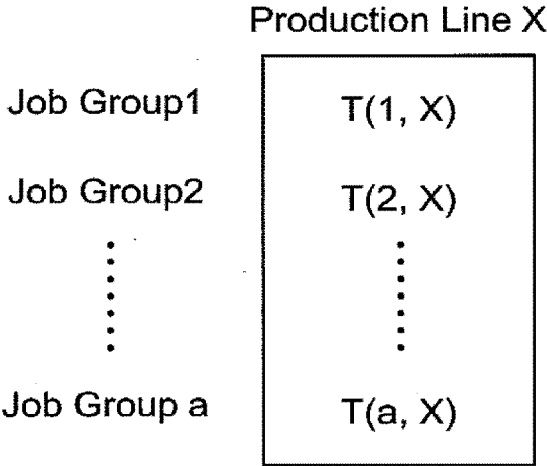 Production Line X
Job Group1 T(1, X)
Job Group2 T(2, X)
Job Group a T(a, X)